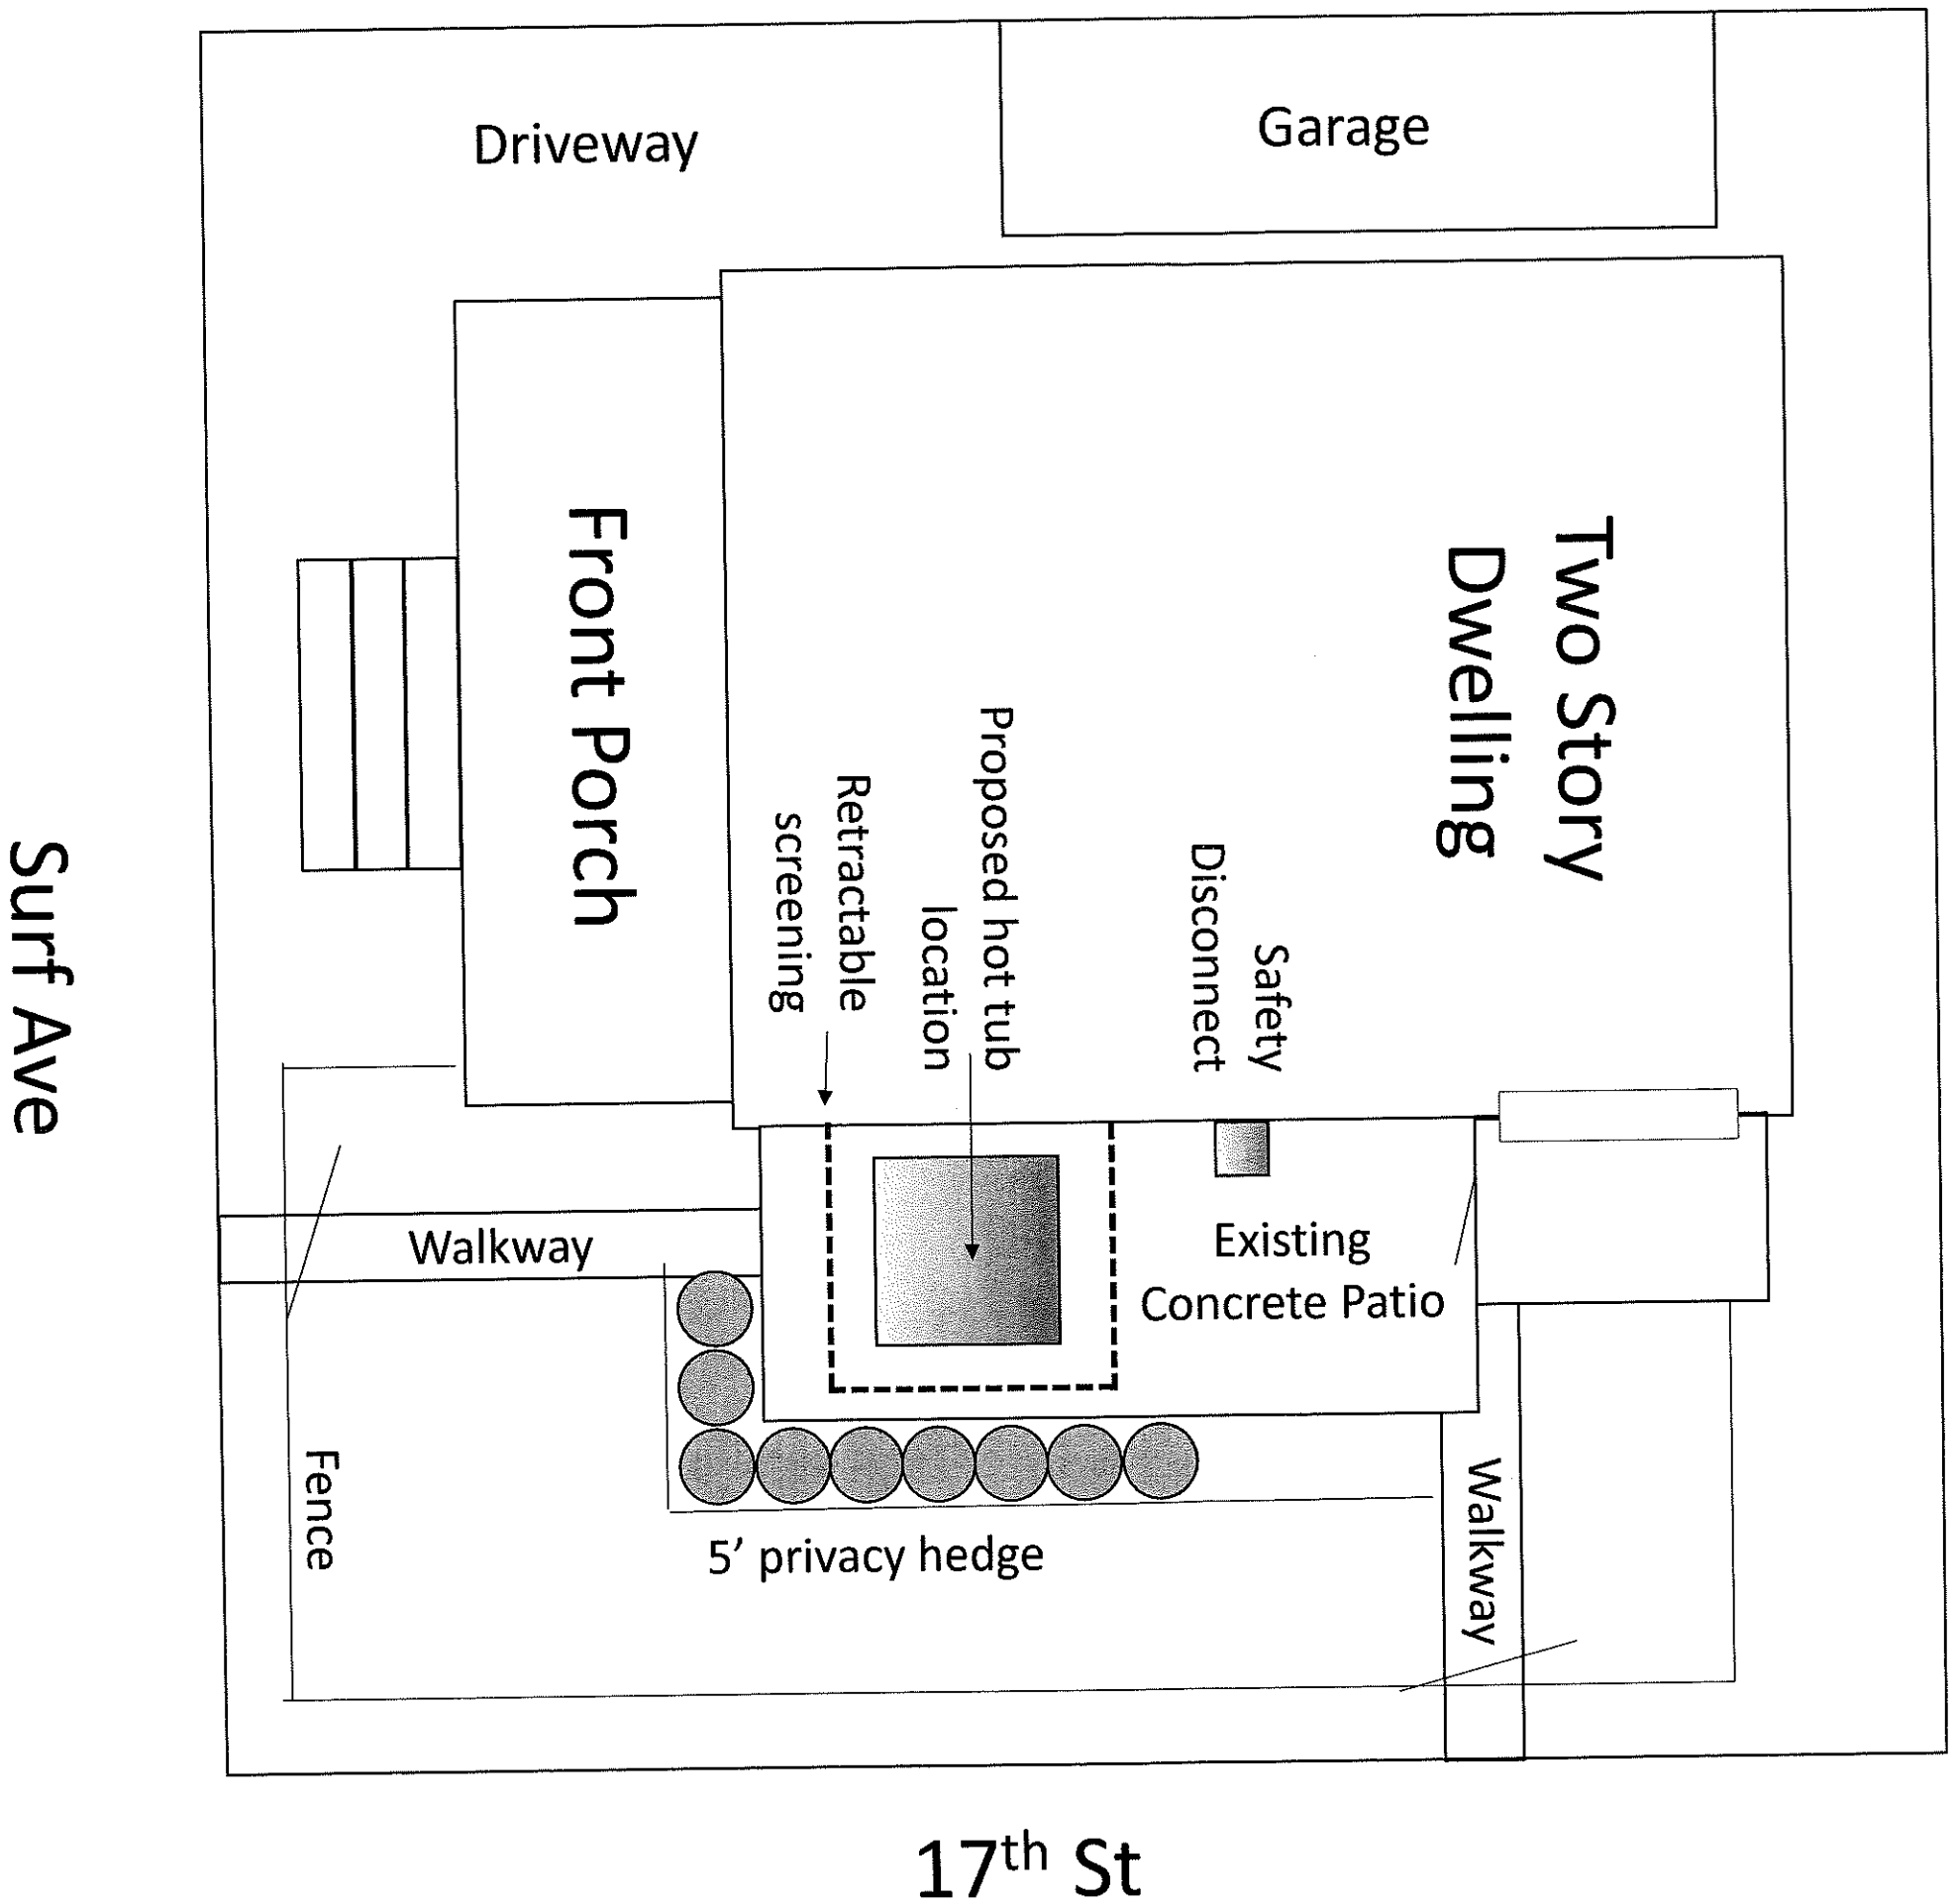 Driveway
Garage
Two Story
Dwelling
Front Porch
Proposed hot tub
location
Retractable
screening
Safety
Disconnect
Surf Ave
Walkway
Existing
Concrete Patio
Fence
5’ privacy hedge
Walkway
17th St